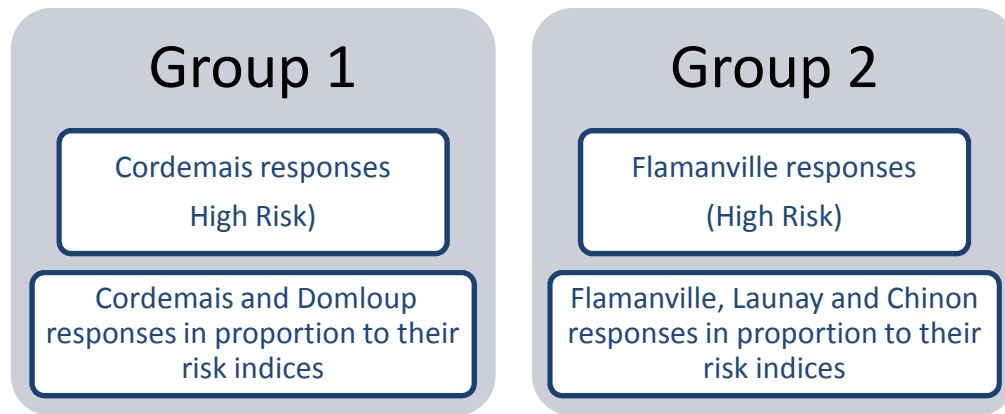 Group 1
Cordemais responses
High Risk)
Cordemais and Domloup
responses in proportion to their
risk indices
Group 2
Flamanville responses
(High Risk)
Flamanville, Launay and Chinon
responses in proportion to their
risk indices